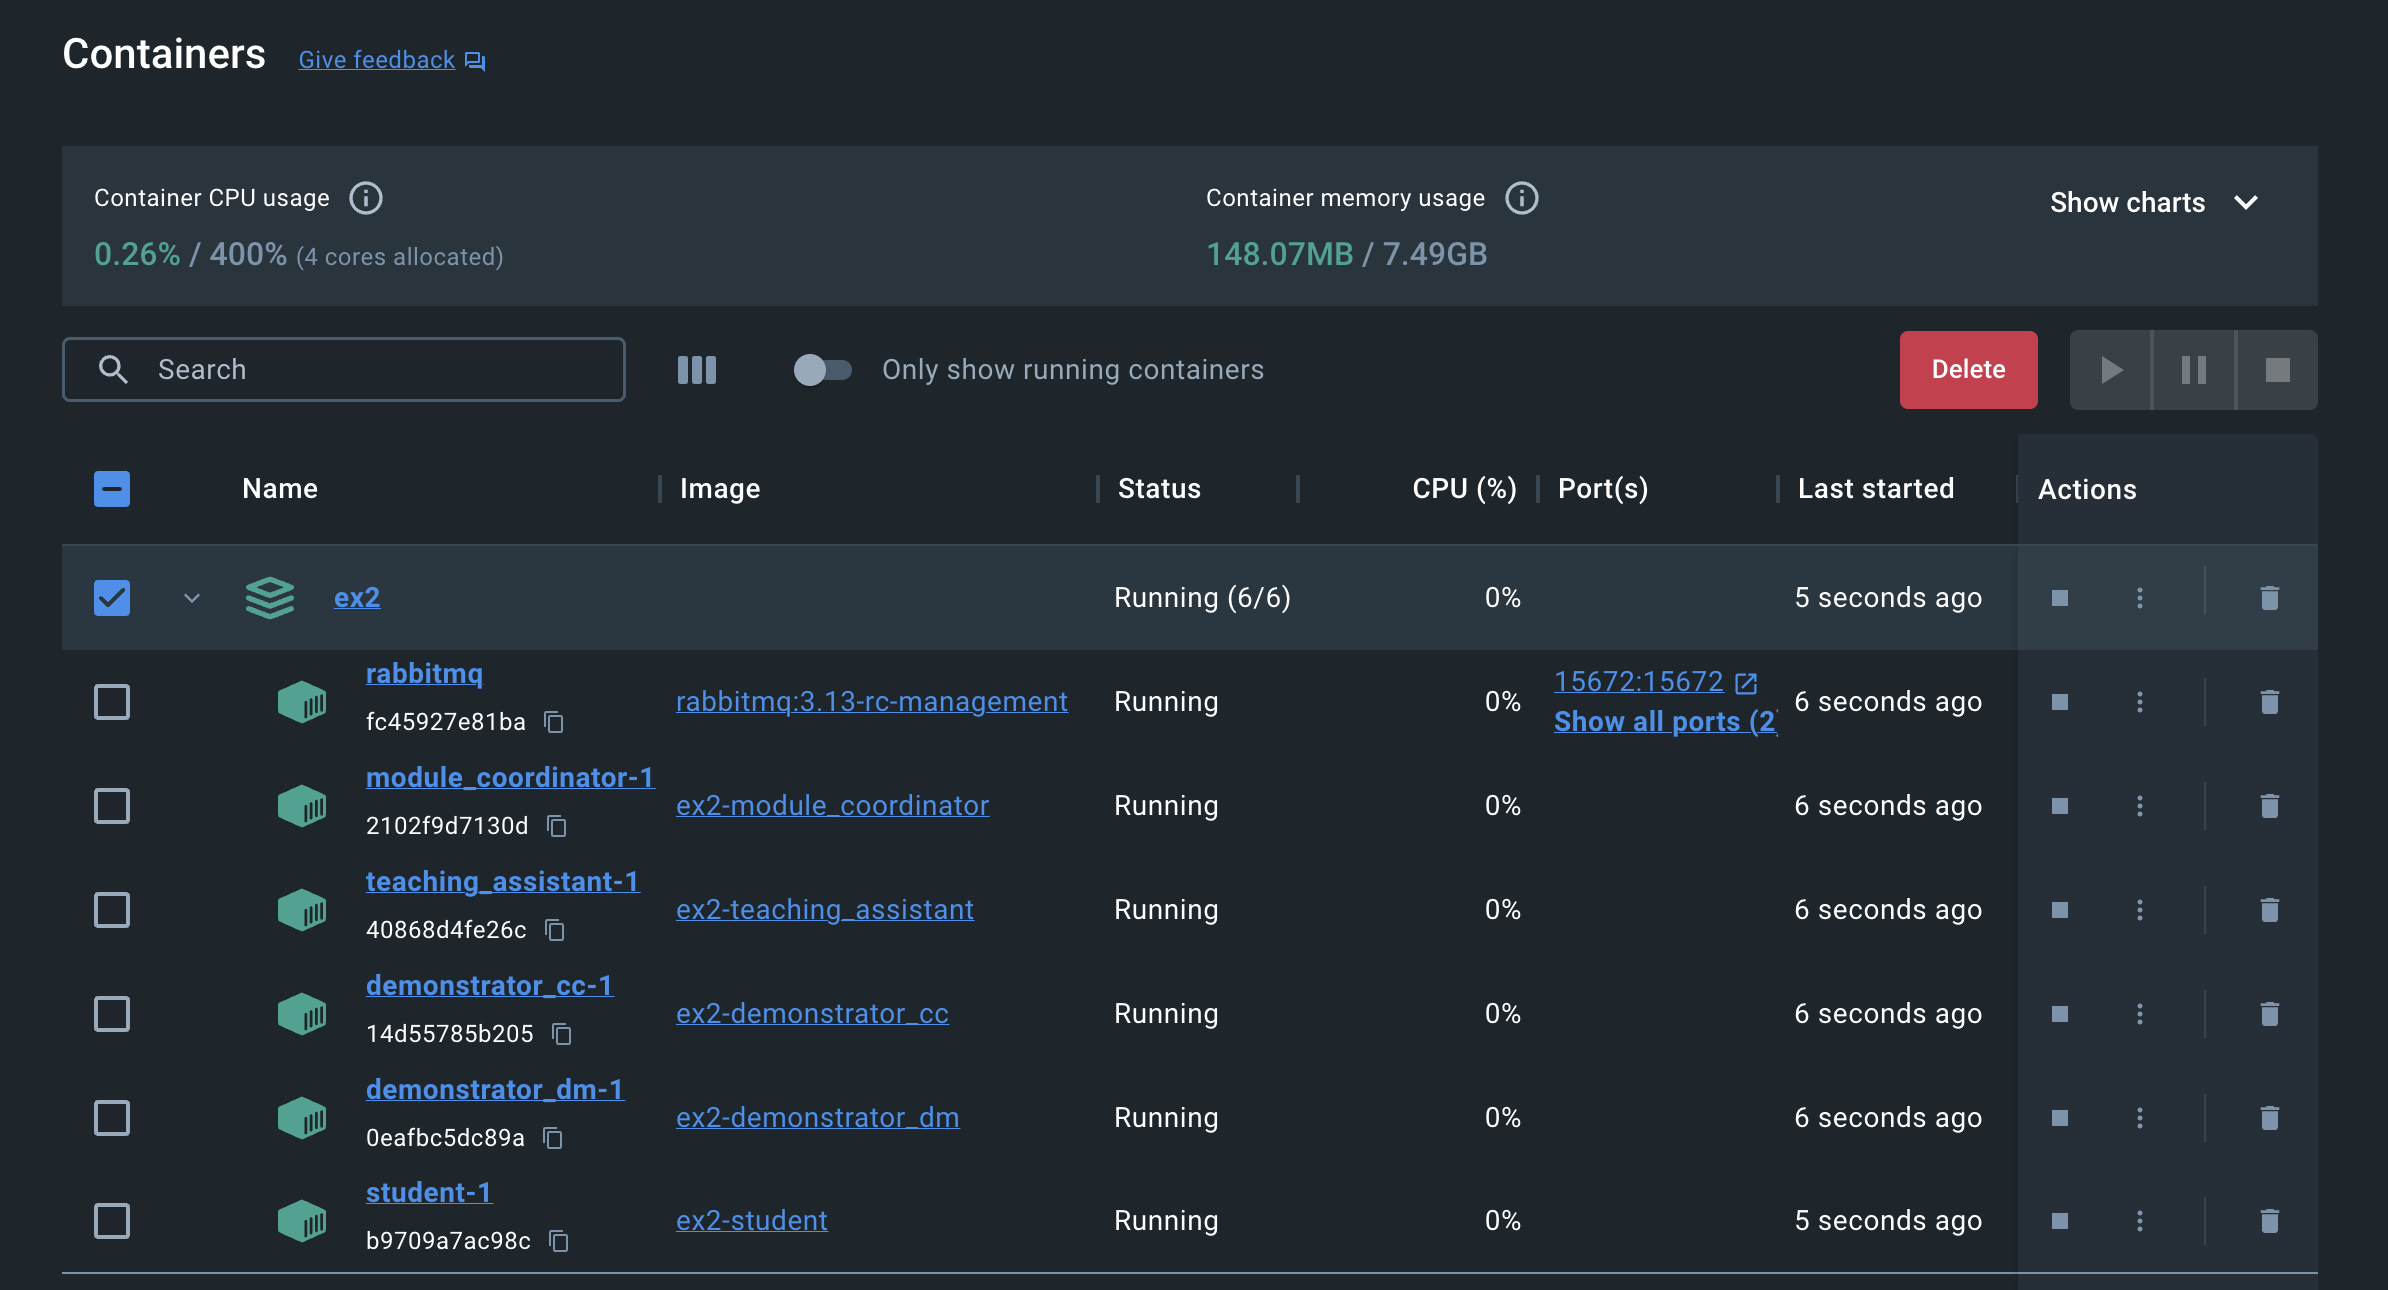 Containers Give feedback
Container CPU usage
0.26% / 400% (4 cores allocated)
Container memory usage
148.07MB / 7.49GB
Show charts
Search
Only show running containers
Delete
Name Image Status CPU (%) Port(s) Last started Actions
ex2 Running (6/6) 0% 5 seconds ago
rabbitmq
fc45927e81ba
rabbitmq:3.13-rc-management Running 0%
15672:15672
Show all ports (2)
6 seconds ago
module_coordinator-1
2102f9d7130d
ex2-module_coordinator Running 0% 6 seconds ago
teaching_assistant-1
40868d4fe26c
ex2-teaching_assistant Running 0% 6 seconds ago
demonstrator_cc-1
14d55785b205
ex2-demonstrator_cc Running 0% 6 seconds ago
demonstrator_dm-1
0eafbc5dc89a
ex2-demonstrator_dm Running 0% 6 seconds ago
student-1
b9709a7ac98c
ex2-student Running 0% 5 seconds ago